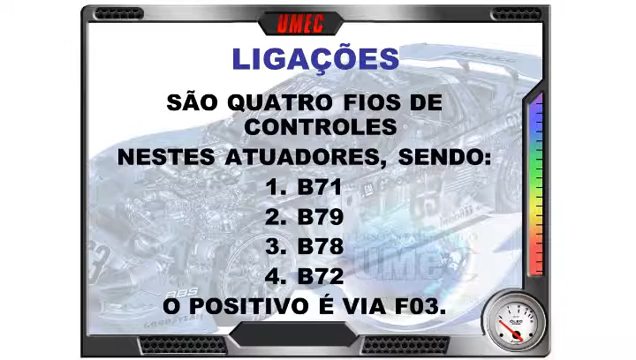 UMEC
LIGAÇÕES
SÃO QUATRO FIOS DE
CONTROLES
NESTES ATUADORES, SENDO:
1. B71
2. B79
3. B78
4. B72
O POSITIVO É VIA F03.